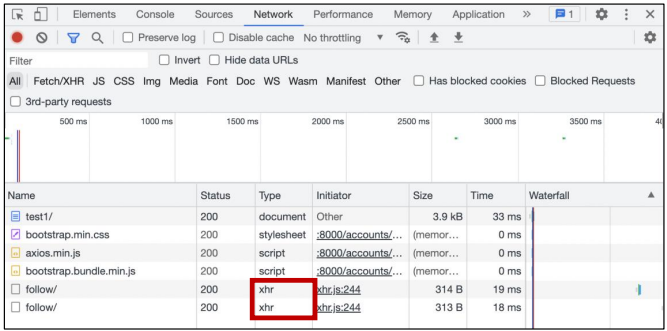 Elements Console Sources Network Performance Memory Application » 1
Preserve log Disable cache No throttling
Filter Invert Hide data URLs
All Fetch/XHR JS CSS Img Media Font Doc WS Wasm Manifest Other Has blocked cookies Blocked Requests
3rd-party requests
500 ms 1000 ms 1500 ms 2000 ms 2500 ms 3000 ms 3500 ms
Name Status Type Initiator Size Time Waterfall
test1/ 200 document Other 3.9 kB 33 ms
bootstrap.min.css 200 stylesheet :8000/accounts/... (memor... 0 ms
axios.min.js 200 script :8000/accounts/... (memor... 0 ms
bootstrap.bundle.min.js 200 script :8000/accounts/... (memor... 0 ms
follow/ 200 xhr xhr.js:244 314 B 19 ms
follow/ 200 xhr xhr.js:244 313 B 18 ms